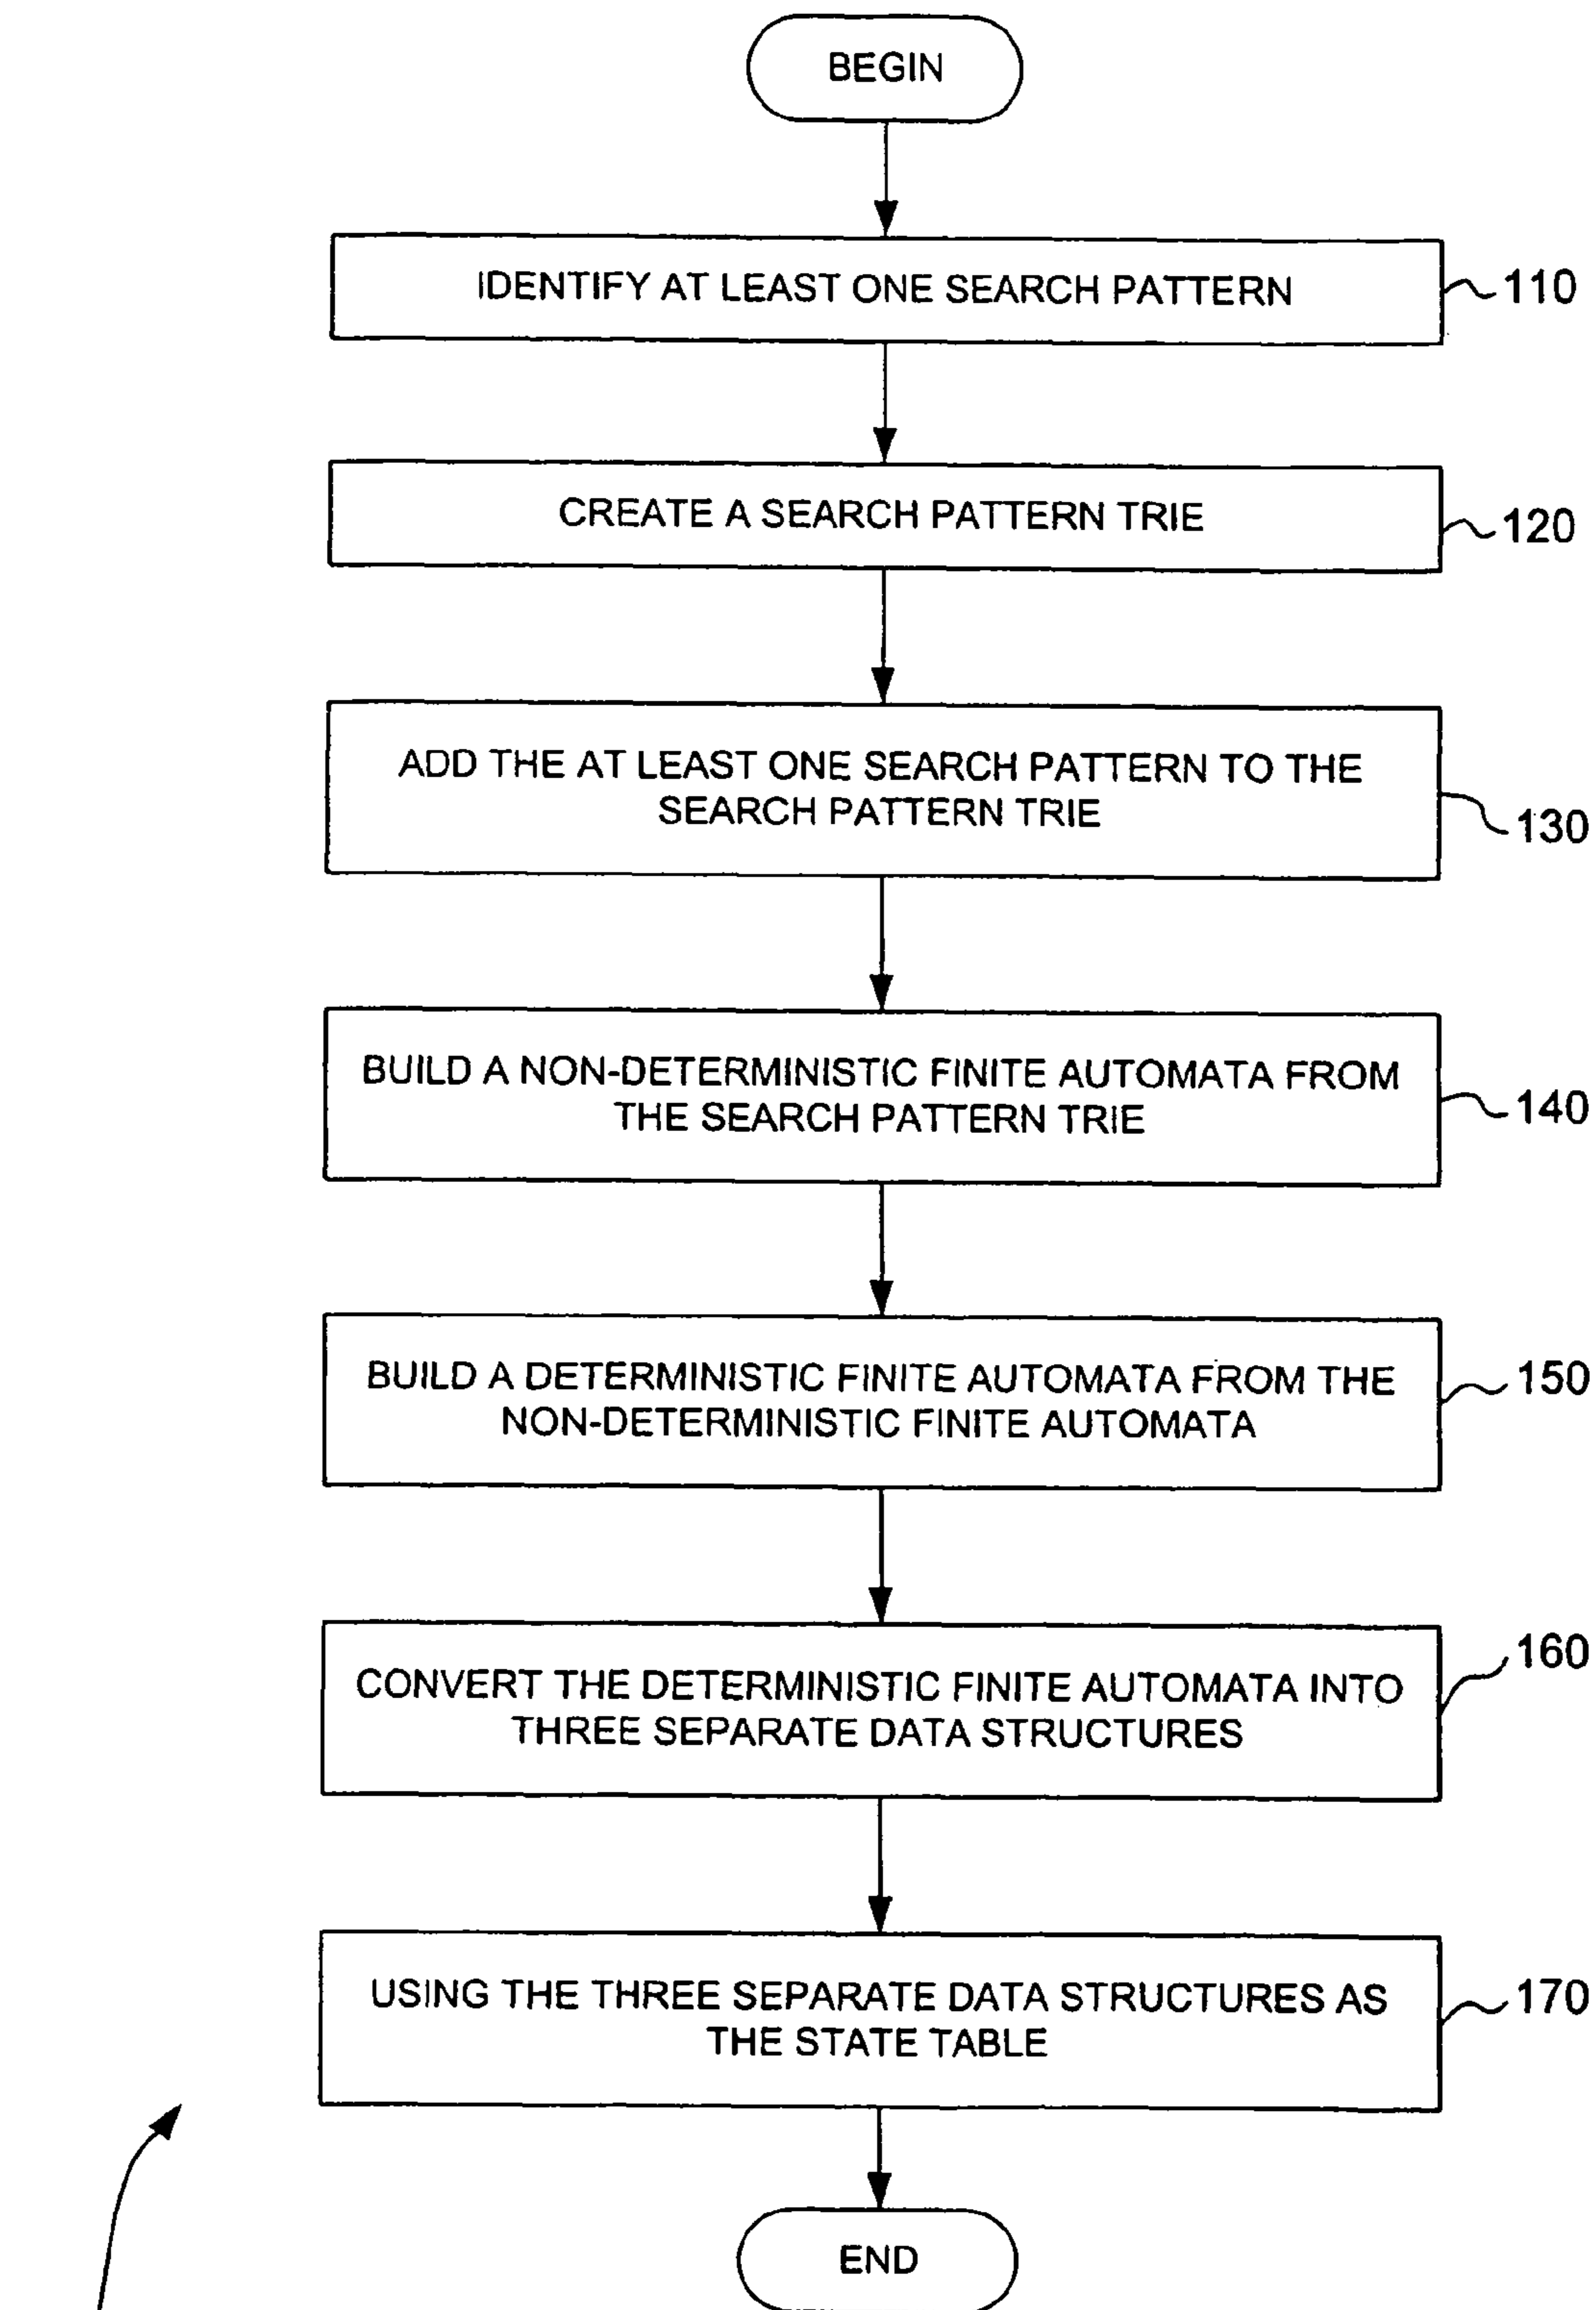 BEGIN
IDENTIFY AT LEAST ONE SEARCH PATTERN
110
CREATE A SEARCH PATTERN TRIE
120
ADD THE AT LEAST ONE SEARCH PATTERN TO THE
SEARCH PATTERN TRIE
130
BUILD A NON-DETERMINISTIC FINITE AUTOMATA FROM
THE SEARCH PATTERN TRIE
140
BUILD A DETERMINISTIC FINITE AUTOMATA FROM THE
NON-DETERMINISTIC FINITE AUTOMATA
150
CONVERT THE DETERMINISTIC FINITE AUTOMATA INTO
THREE SEPARATE DATA STRUCTURES
160
USING THE THREE SEPARATE DATA STRUCTURES AS
THE STATE TABLE
170
END